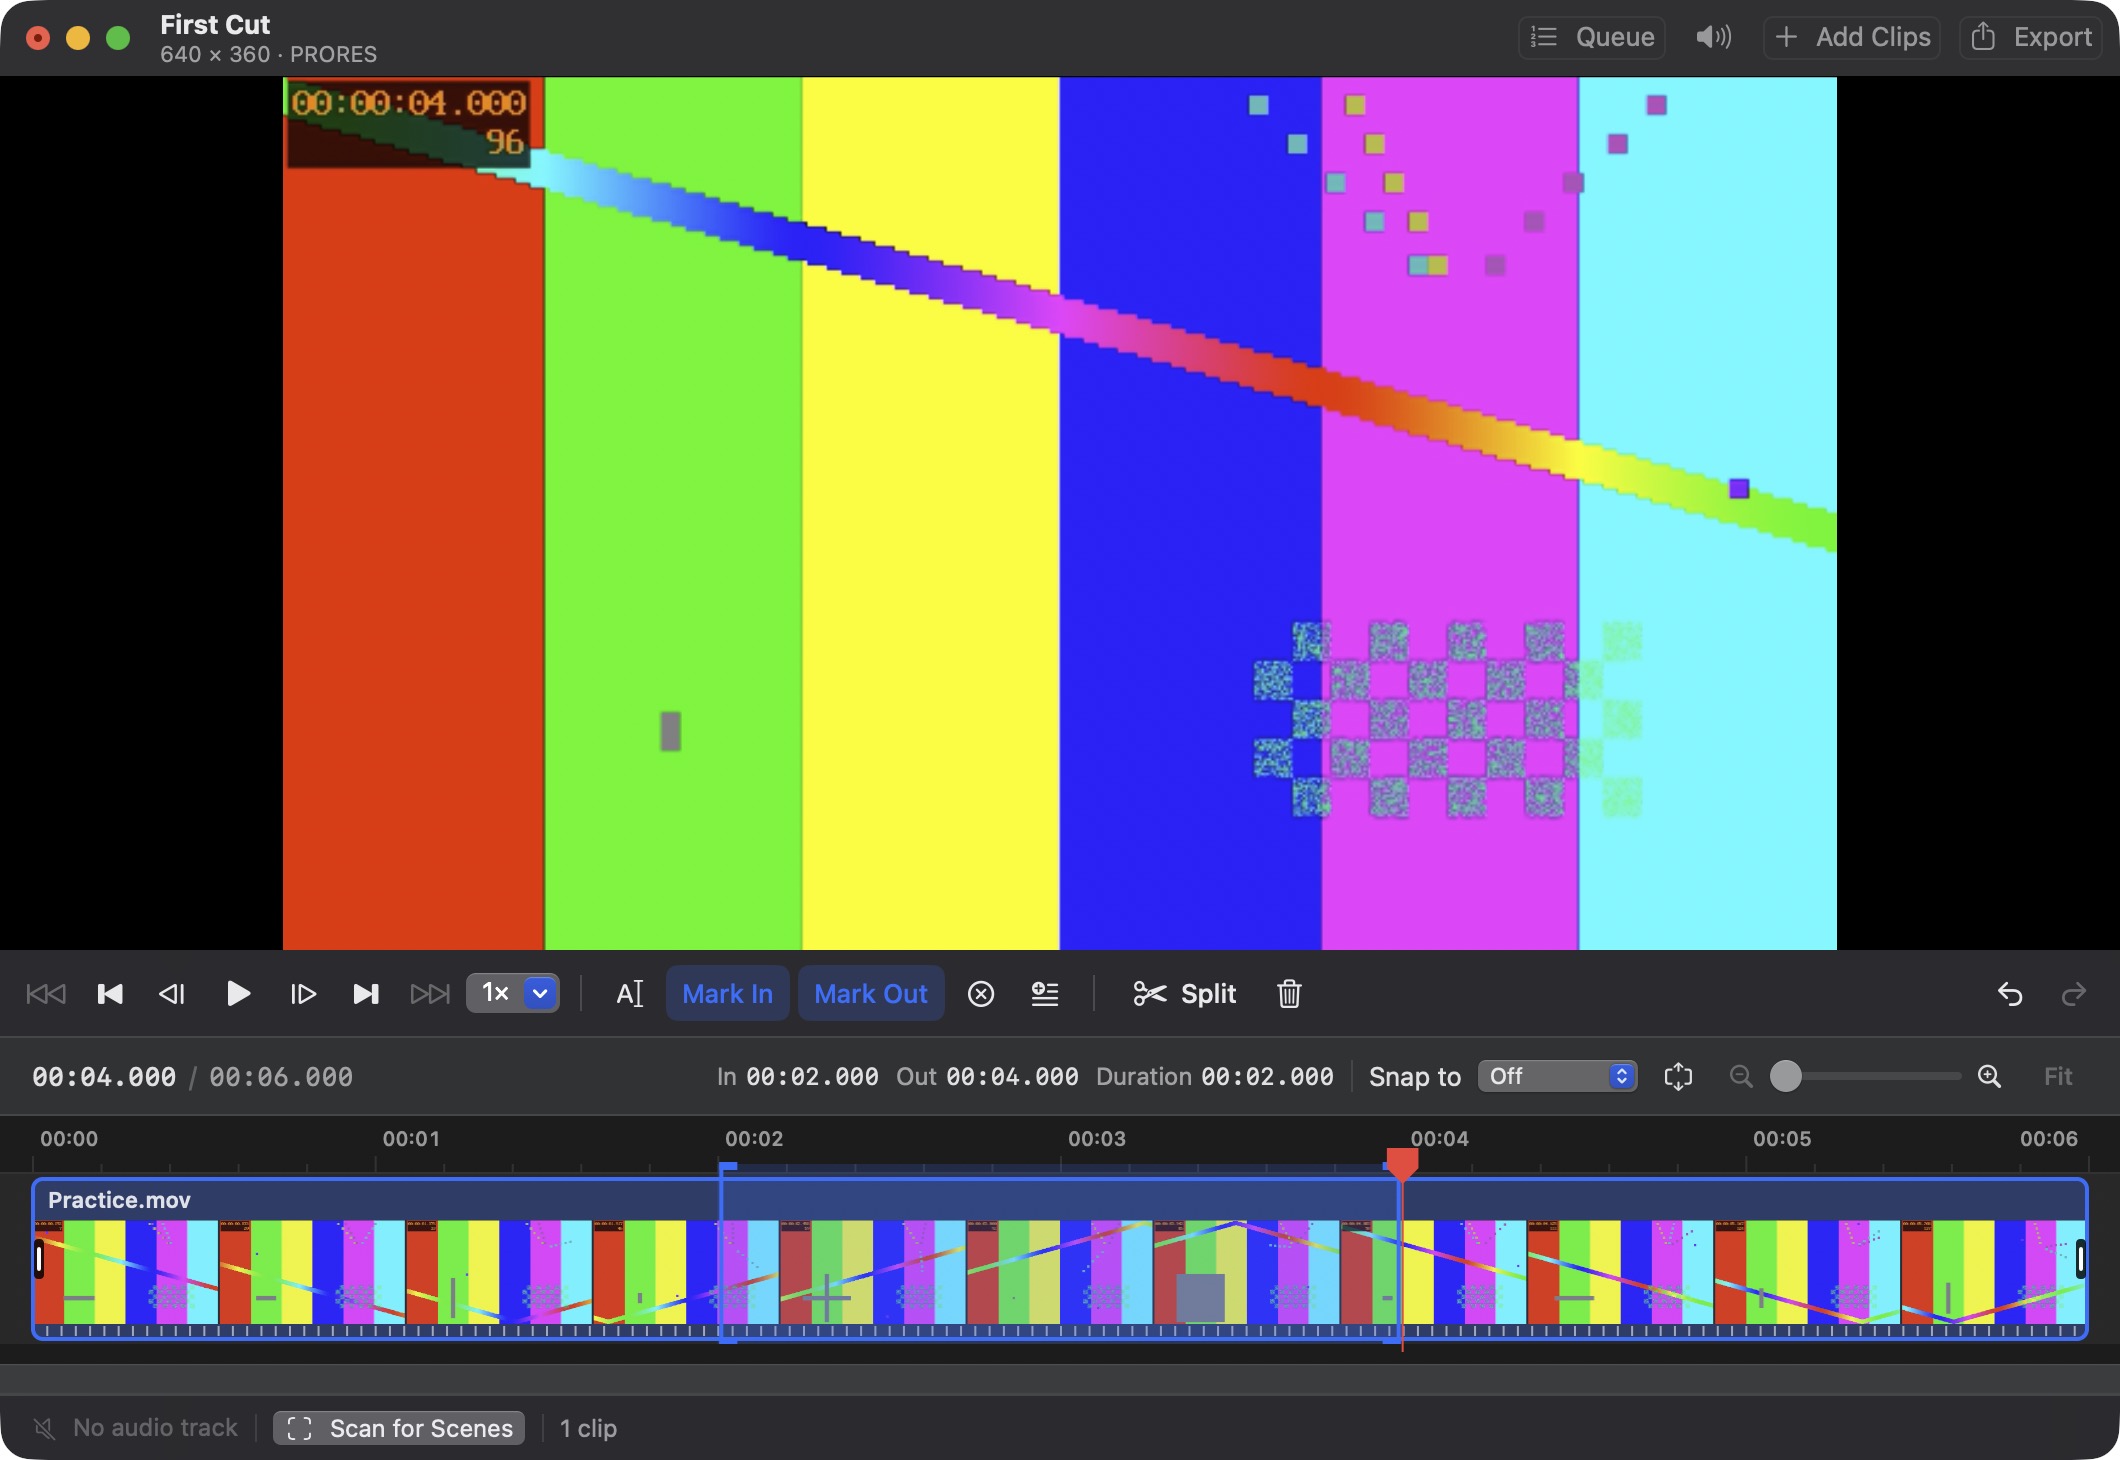 First Cut
640 × 360 · PRORES
Queue
Add Clips
Export
00:00:04.000
96
1×
Mark In
Mark Out
Split
00:04.000 / 00:06.000
In 00:02.000 Out 00:04.000 Duration 00:02.000
Snap to
Off
Fit
00:00
00:01
00:02
00:03
00:04
00:05
00:06
Practice.mov
No audio track
Scan for Scenes
1 clip